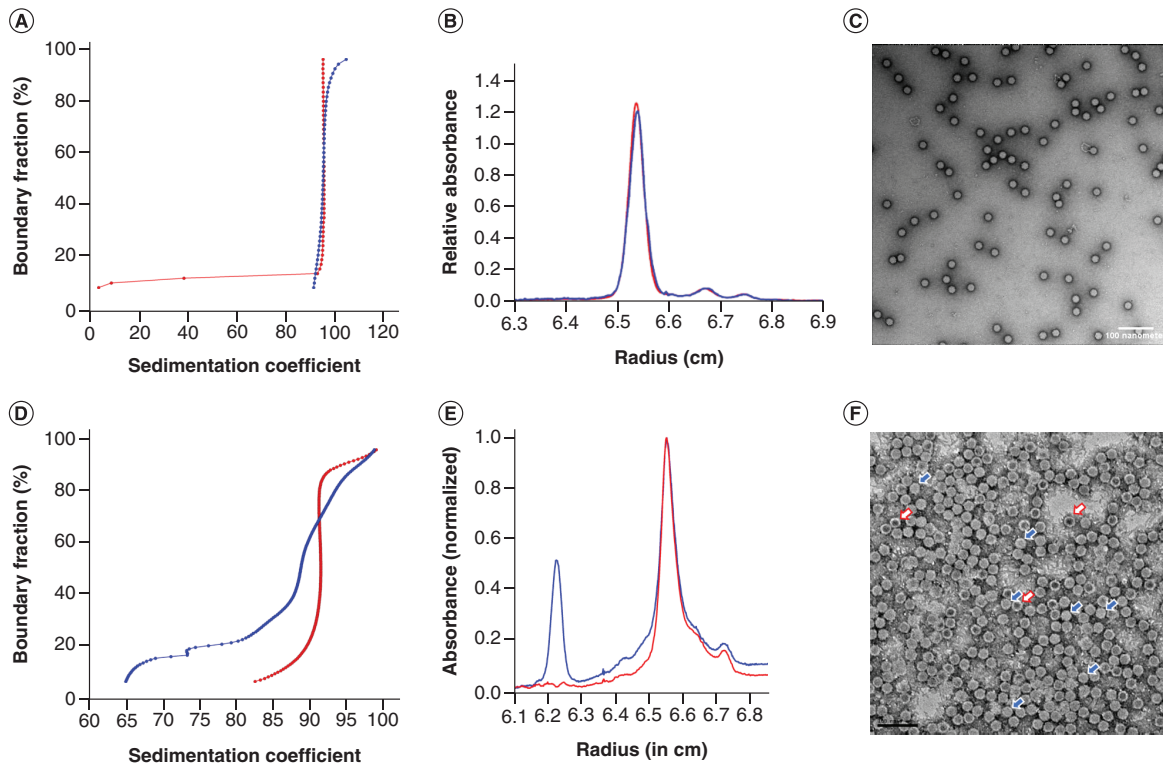 A
Boundary fraction (%)
100
80
60
40
20
0
0 20 40 60 80 100 120
Sedimentation coefficient
B
Relative absorbance
1.4
1.2
1.0
0.8
0.6
0.4
0.2
0.0
6.3 6.4 6.5 6.6 6.7 6.8 6.9
Radius (cm)
C
100 nanomete
D
Boundary fraction (%)
100
80
60
40
20
0
60 65 70 75 80 85 90 95 100
Sedimentation coefficient
E
Absorbance (normalized)
1.0
0.8
0.6
0.4
0.2
0.0
6.1 6.2 6.3 6.4 6.5 6.6 6.7 6.8
Radius (in cm)
F